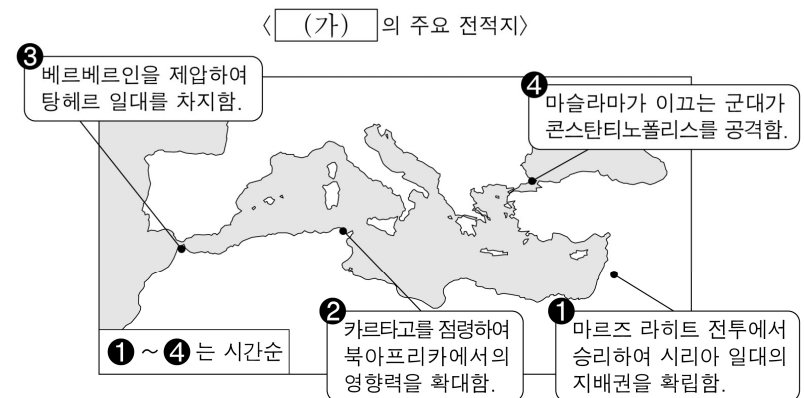 〈 (가) 의 주요 전적지〉
❸
베르베르인을 제압하여
탕헤르 일대를 차지함.
❹
마슬라마가 이끄는 군대가
콘스탄티노폴리스를 공격함.
❷
카르타고를 점령하여
북아프리카에서의
영향력을 확대함.
❶
마르즈 라히트 전투에서
승리하여 시리아 일대의
지배권을 확립함.
❶ ~ ❹ 는 시간순